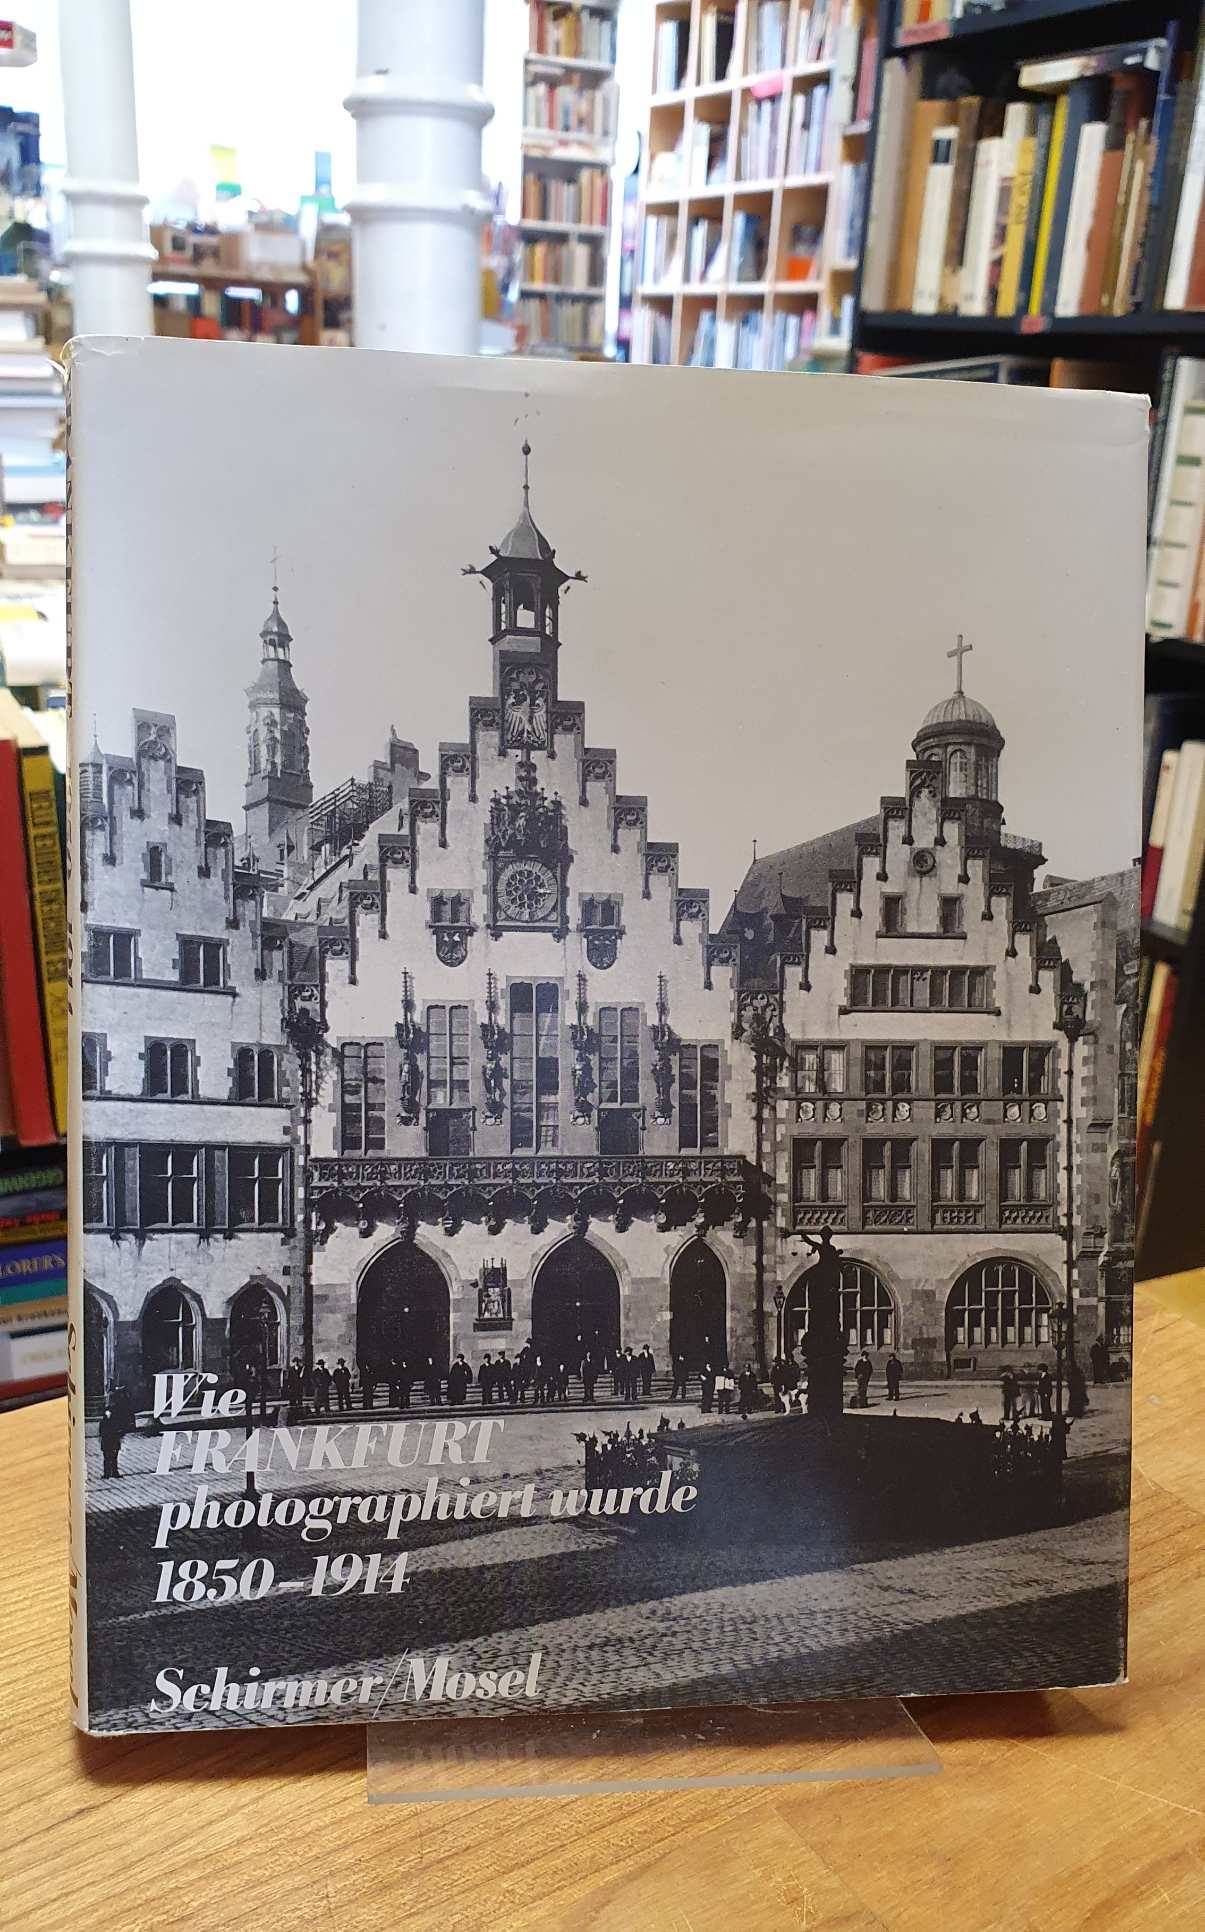 Wie
FRANKFURT
photographiert wurde
1850–1914
Schirmer/Mosel